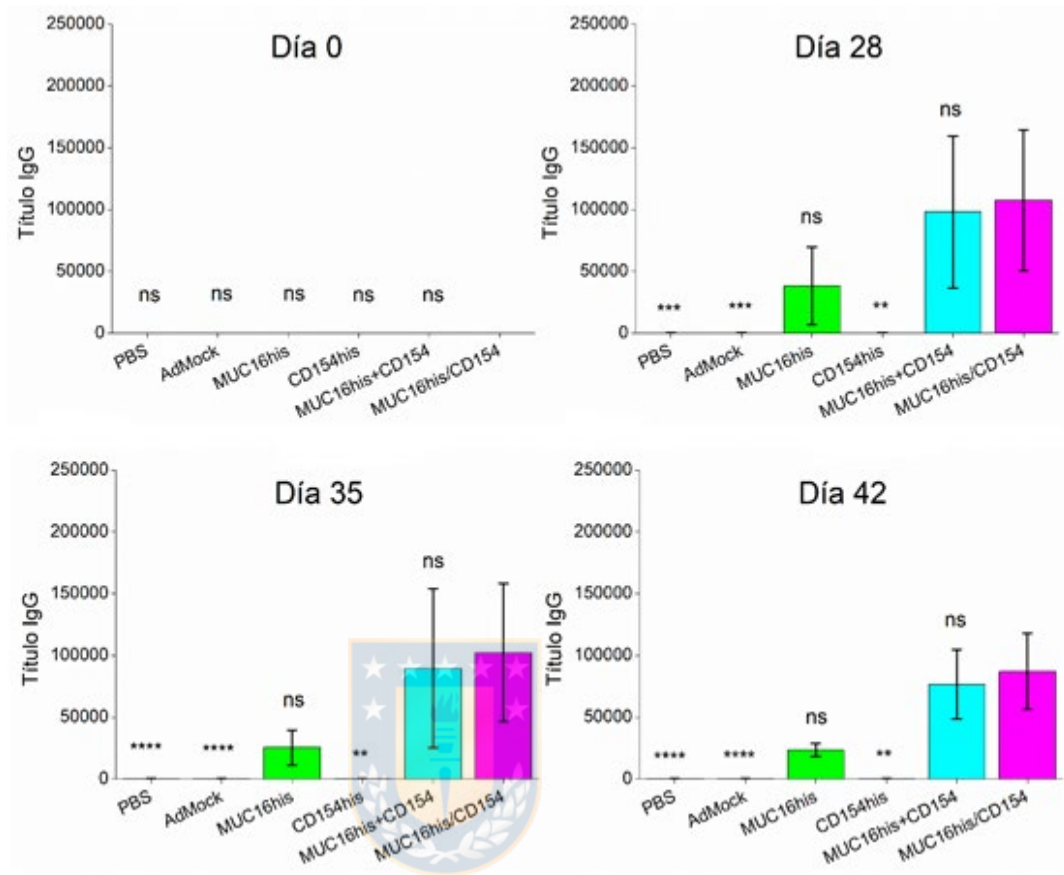 Día 0
Título IgG
250000
200000
150000
100000
50000
0
ns ns ns ns ns
PBS AdMock MUC16his CD154his MUC16his+CD154 MUC16his/CD154
Día 28
Título IgG
250000
200000
150000
100000
50000
0
*** *** ns ** ns
PBS AdMock MUC16his CD154his MUC16his+CD154 MUC16his/CD154
Día 35
Título IgG
250000
200000
150000
100000
50000
0
**** **** ns ** ns
PBS AdMock MUC16his CD154his MUC16his+CD154 MUC16his/CD154
Día 42
Título IgG
250000
200000
150000
100000
50000
0
**** **** ns ** ns
PBS AdMock MUC16his CD154his MUC16his+CD154 MUC16his/CD154